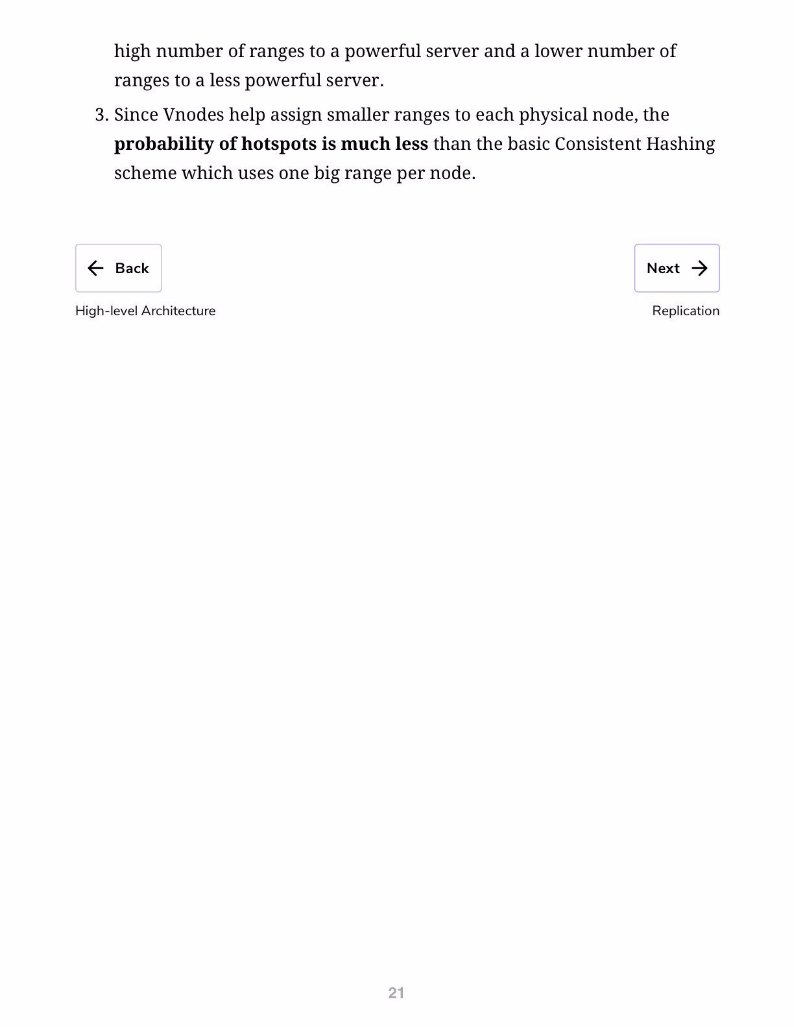 high number of ranges to a powerful server and a lower number of
ranges to a less powerful server.
3. Since Vnodes help assign smaller ranges to each physical node, the
probability of hotspots is much less than the basic Consistent Hashing
scheme which uses one big range per node.
← Back
Next →
High-level Architecture
Replication
21